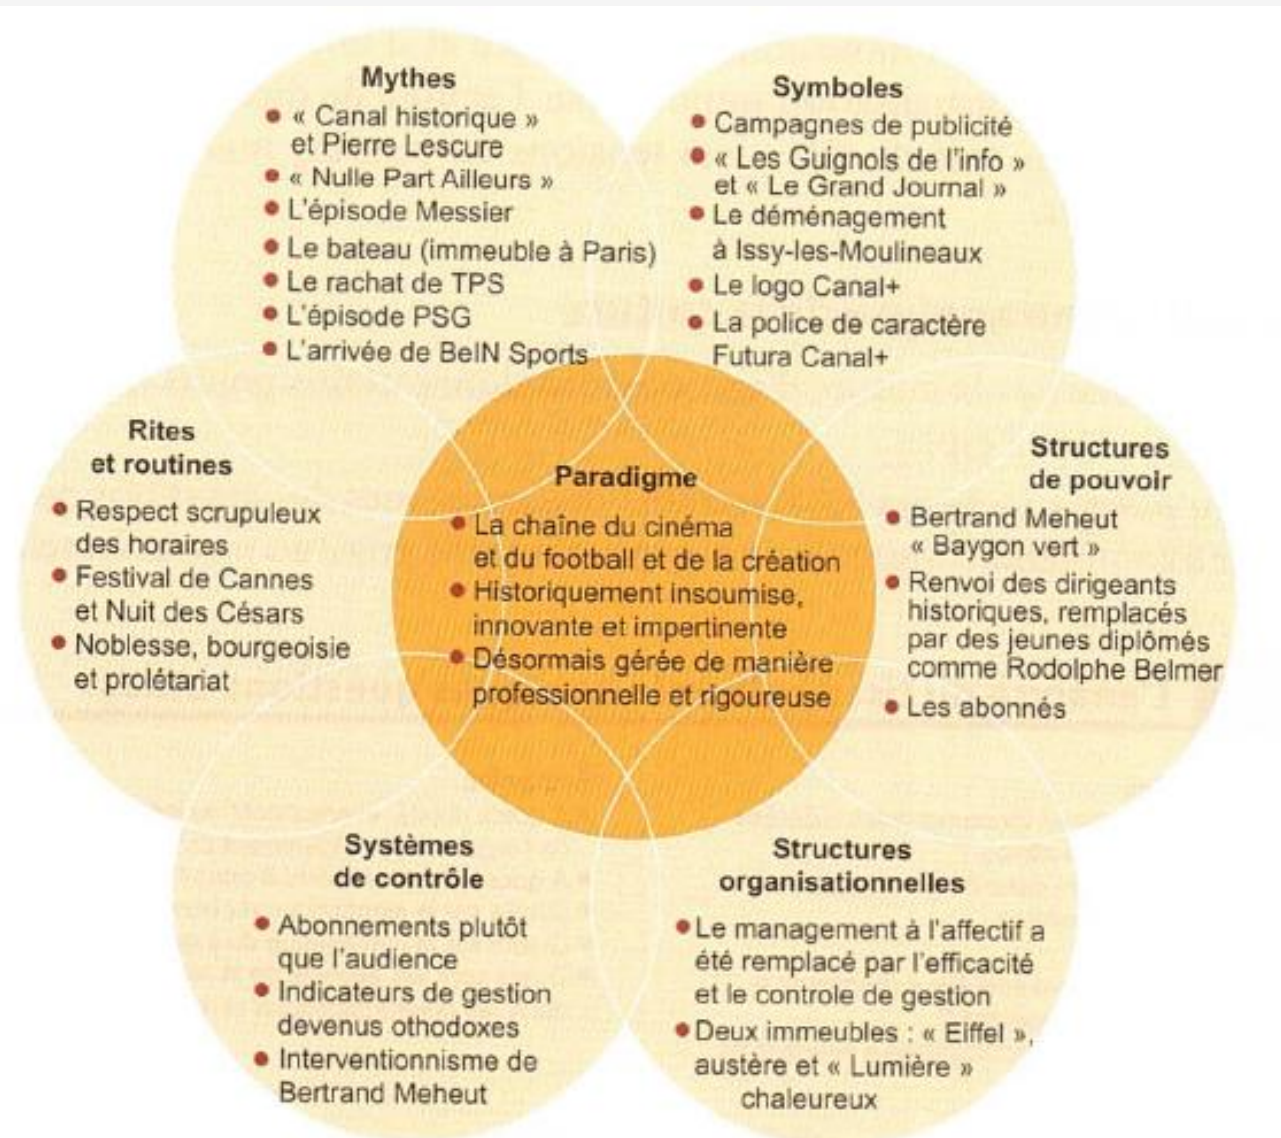 Mythes
• « Canal historique »
et Pierre Lescure
• « Nulle Part Ailleurs »
• L'épisode Messier
• Le bateau (immeuble à Paris)
• Le rachat de TPS
• L'épisode PSG
• L'arrivée de BeIN Sports
Symboles
• Campagnes de publicité
• « Les Guignols de l'info »
et « Le Grand Journal »
• Le déménagement
à Issy-les-Moulineaux
• Le logo Canal+
• La police de caractère
Futura Canal+
Rites
et routines
• Respect scrupuleux
des horaires
• Festival de Cannes
et Nuit des Césars
• Noblesse, bourgeoisie
et prolétariat
Paradigme
• La chaîne du cinéma
et du football et de la création
• Historiquement insoumise,
innovante et impertinente
• Désormais gérée de manière
professionnelle et rigoureuse
Structures
de pouvoir
• Bertrand Meheut
« Baygon vert »
• Renvoi des dirigeants
historiques, remplacés
par des jeunes diplômés
comme Rodolphe Belmer
• Les abonnés
Systèmes
de contrôle
• Abonnements plutôt
que l'audience
• Indicateurs de gestion
devenus othodoxes
• Interventionnisme de
Bertrand Meheut
Structures
organisationnelles
• Le management à l'affectif a
été remplacé par l'efficacité
et le controle de gestion
• Deux immeubles : « Eiffel »,
austère et « Lumière »
chaleureux